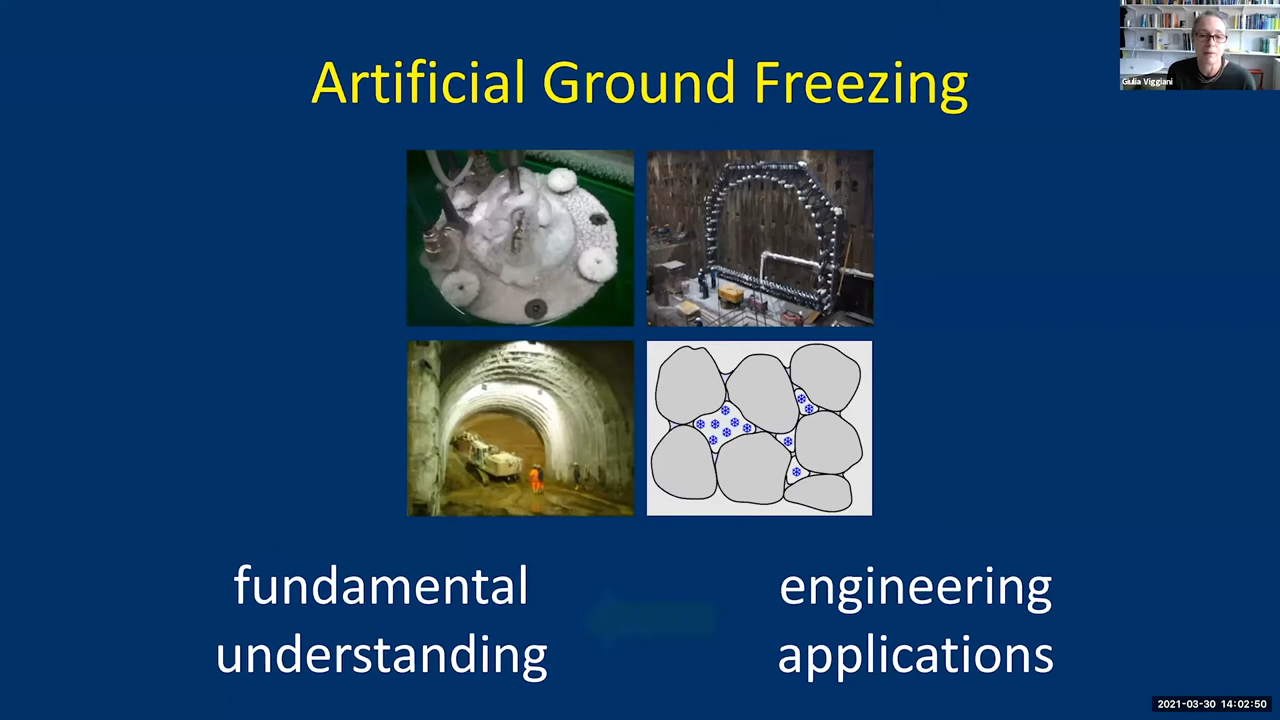 Artificial Ground Freezing
Giulia Viggiani
fundamental
understanding
engineering
applications
2021-03-30 14:02:50